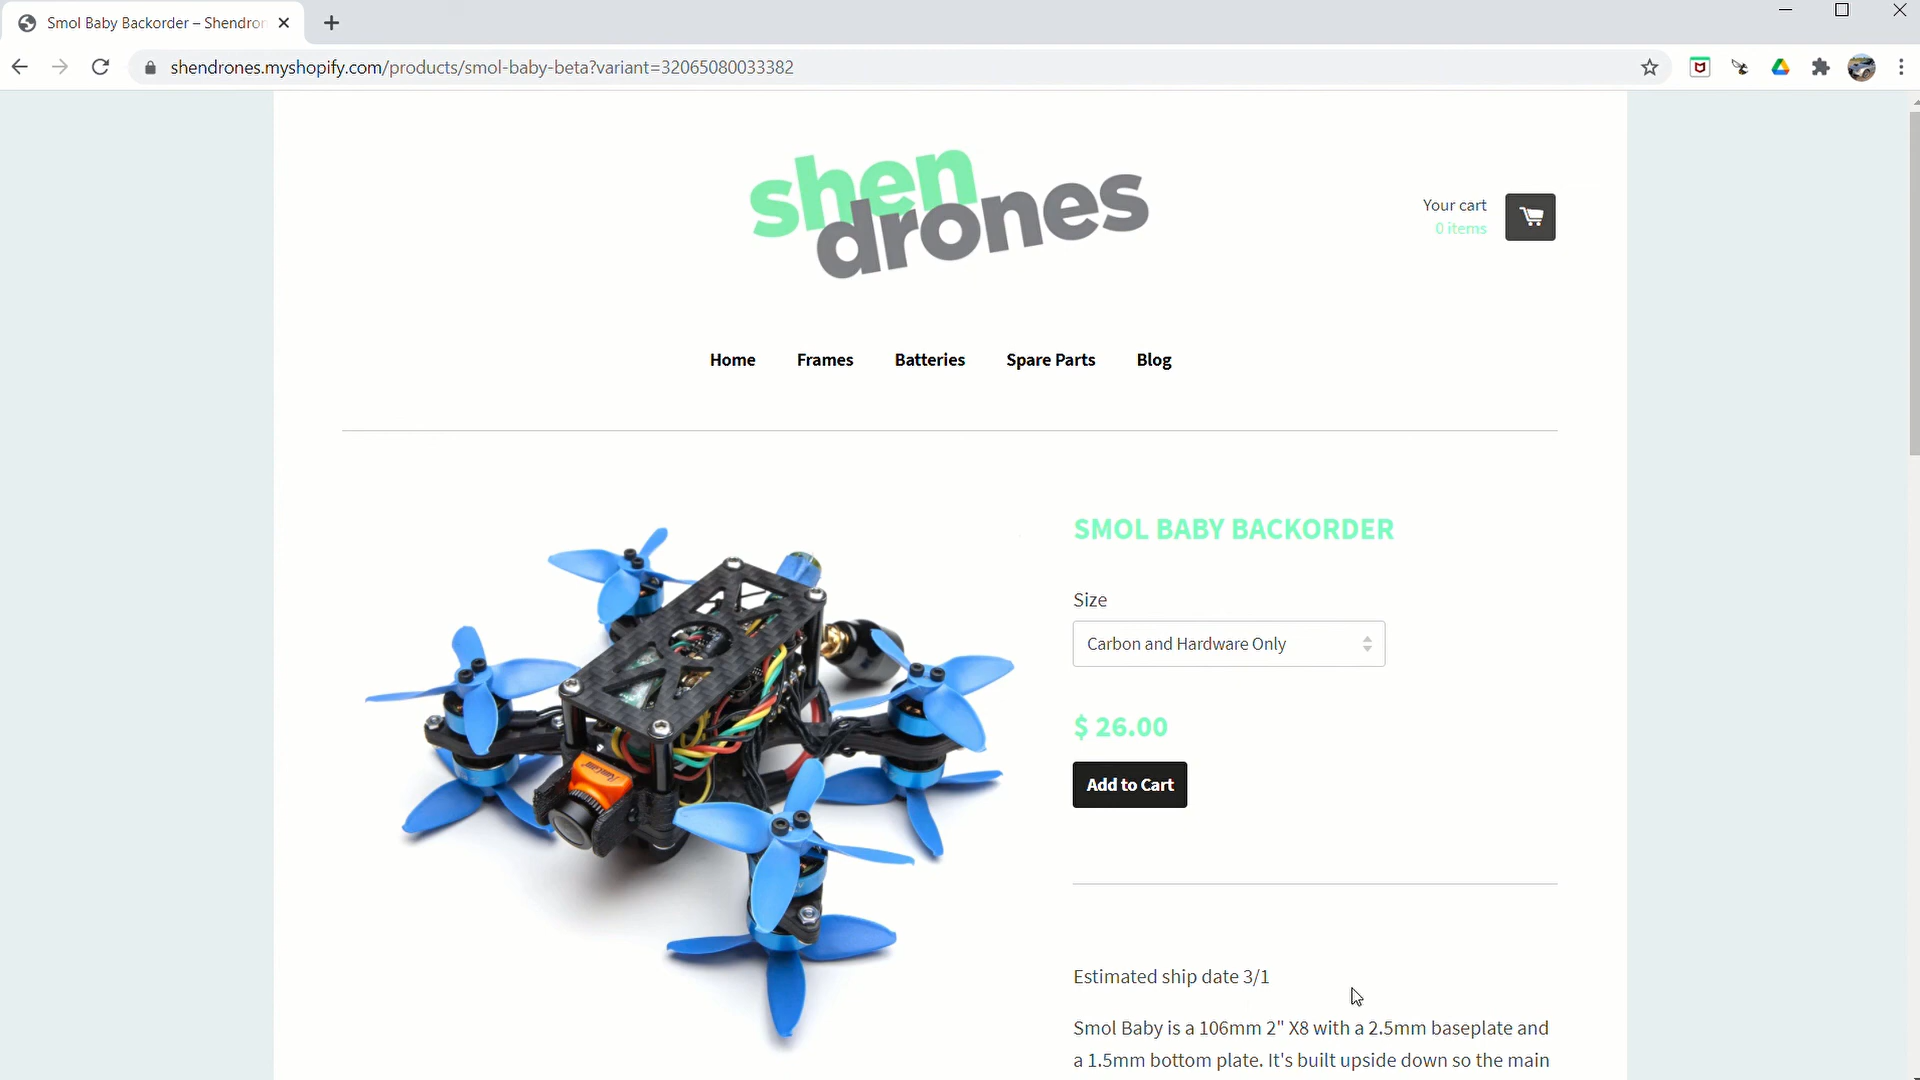 Smol Baby Backorder – Shendron
shendrones.myshopify.com/products/smol-baby-beta?variant=32065080033382
shen
drones
Your cart
0 items
Home
Frames
Batteries
Spare Parts
Blog
SMOL BABY BACKORDER
Size
Carbon and Hardware Only
$ 26.00
Add to Cart
Estimated ship date 3/1
Smol Baby is a 106mm 2" X8 with a 2.5mm baseplate and
a 1.5mm bottom plate. It's built upside down so the main